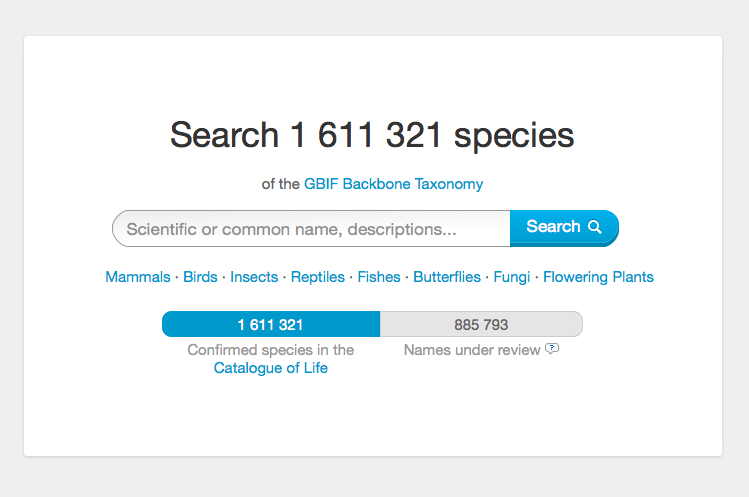 Search 1 611 321 species
of the GBIF Backbone Taxonomy
Scientific or common name, descriptions... Search
Mammals · Birds · Insects · Reptiles · Fishes · Butterflies · Fungi · Flowering Plants
1 611 321 885 793
Confirmed species in the Names under review ?
Catalogue of Life